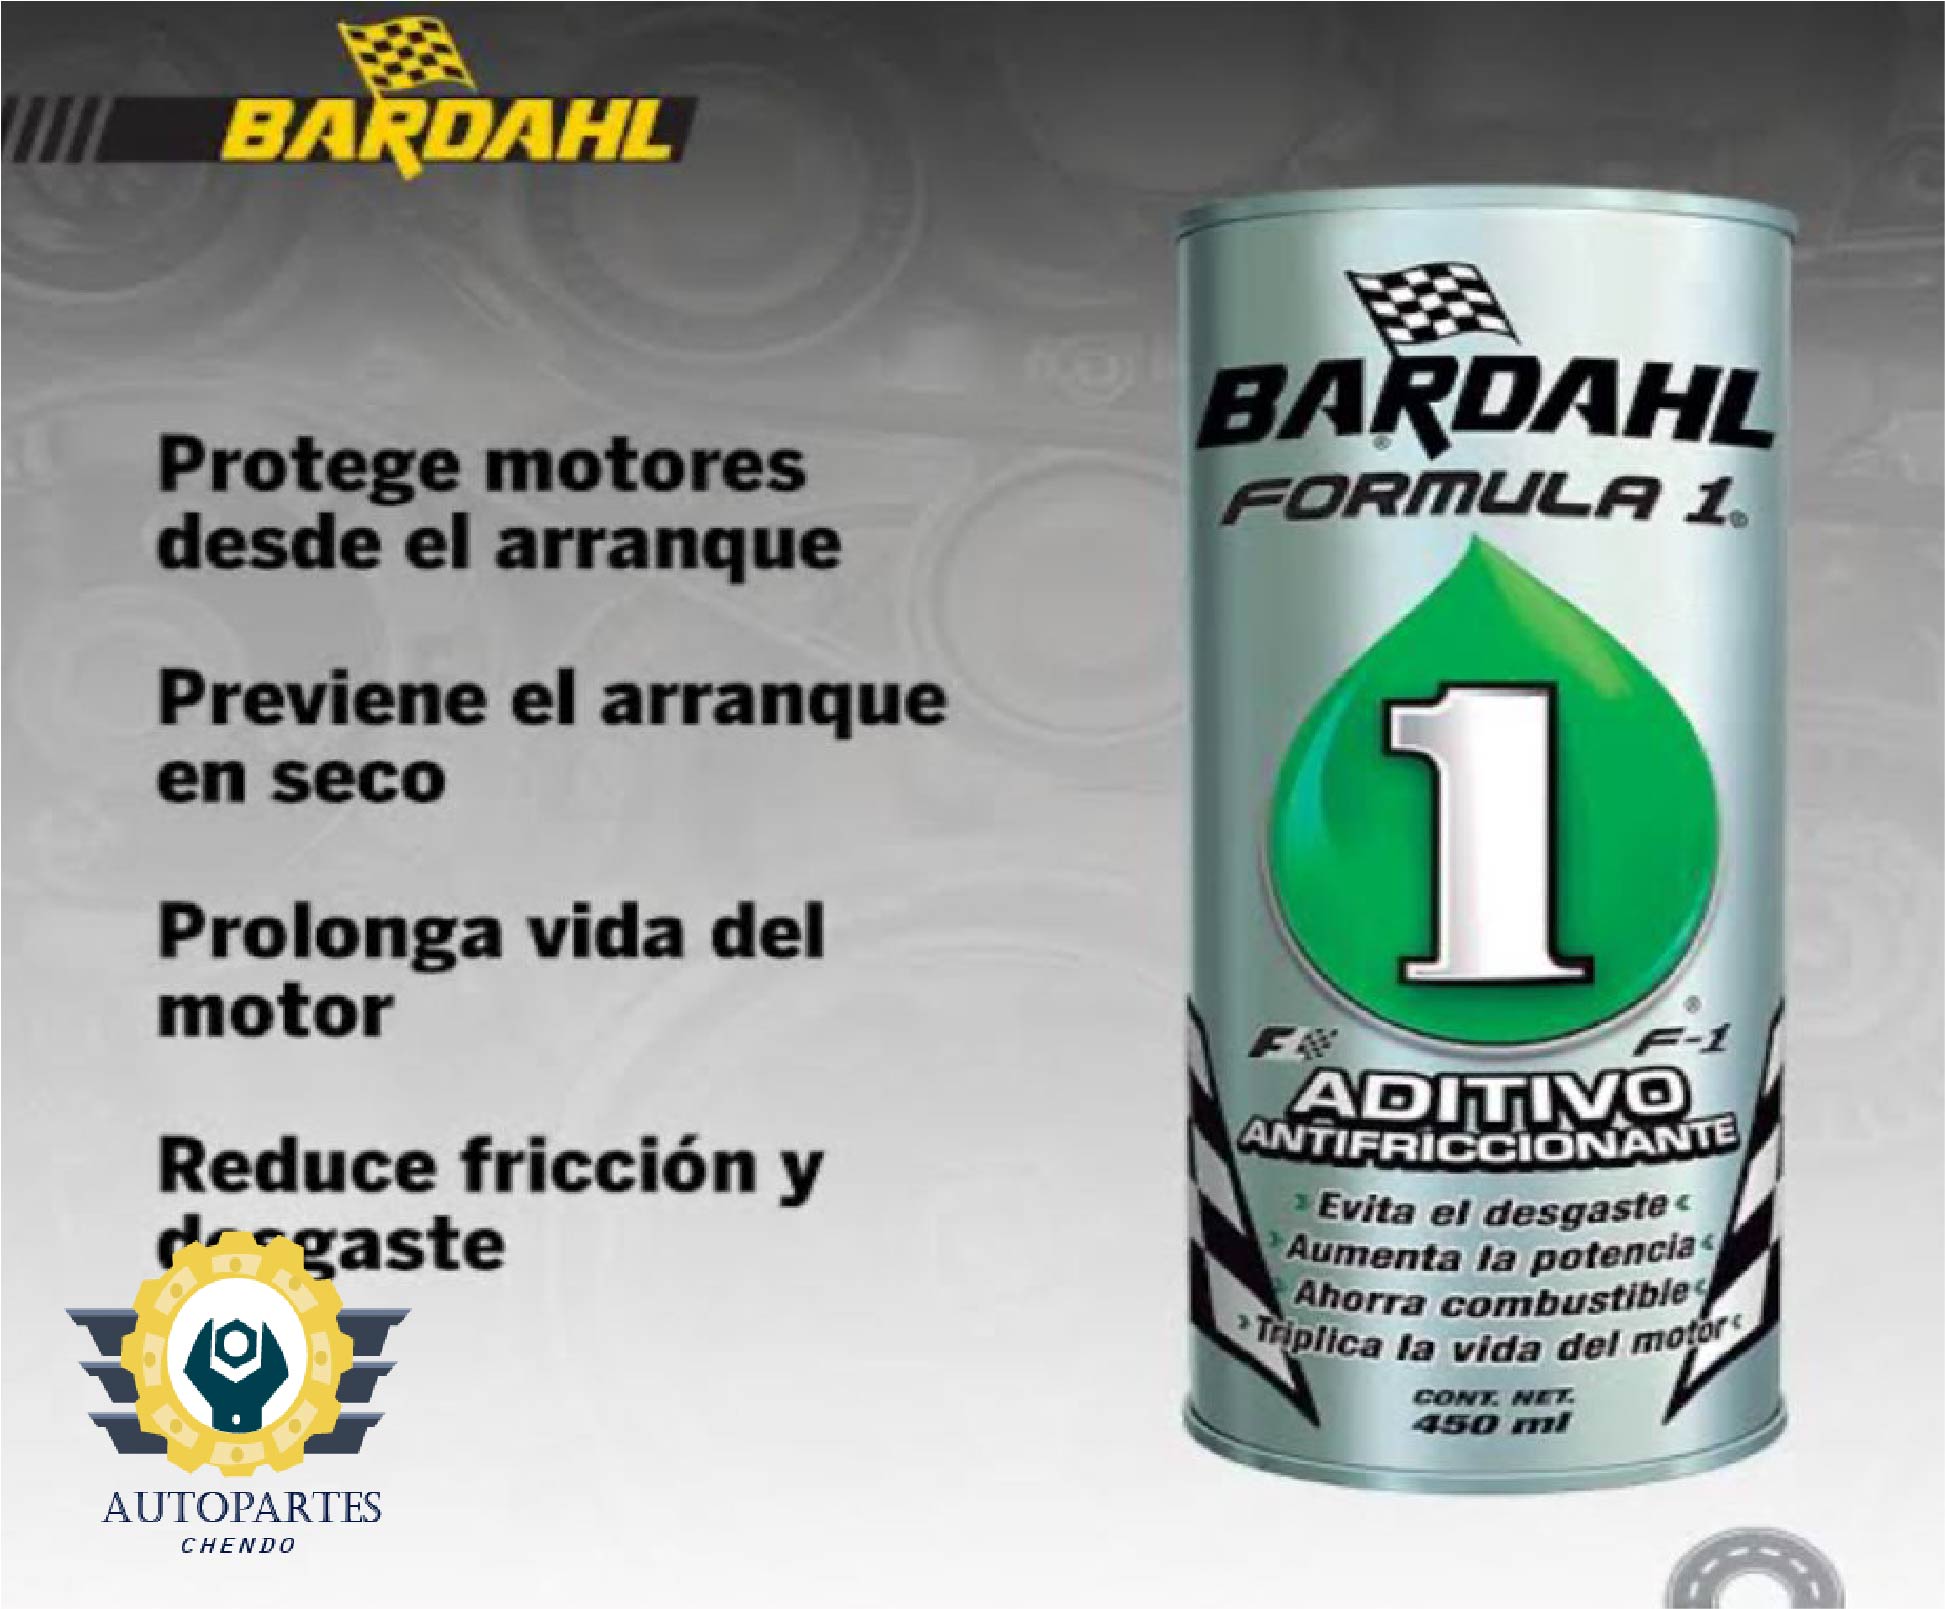 BARDAHL
Protege motores
desde el arranque
Previene el arranque
en seco
Prolonga vida del
motor
Reduce fricción y
desgaste
AUTOPARTES
CHENDO
BARDAHL®
FORMULA 1®
1
®
F F-1
ADITIVO
ANTIFRICCIONANTE
Evita el desgaste
Aumenta la potencia
Ahorra combustible
Triplica la vida del motor
CONT. NET.
450 ml